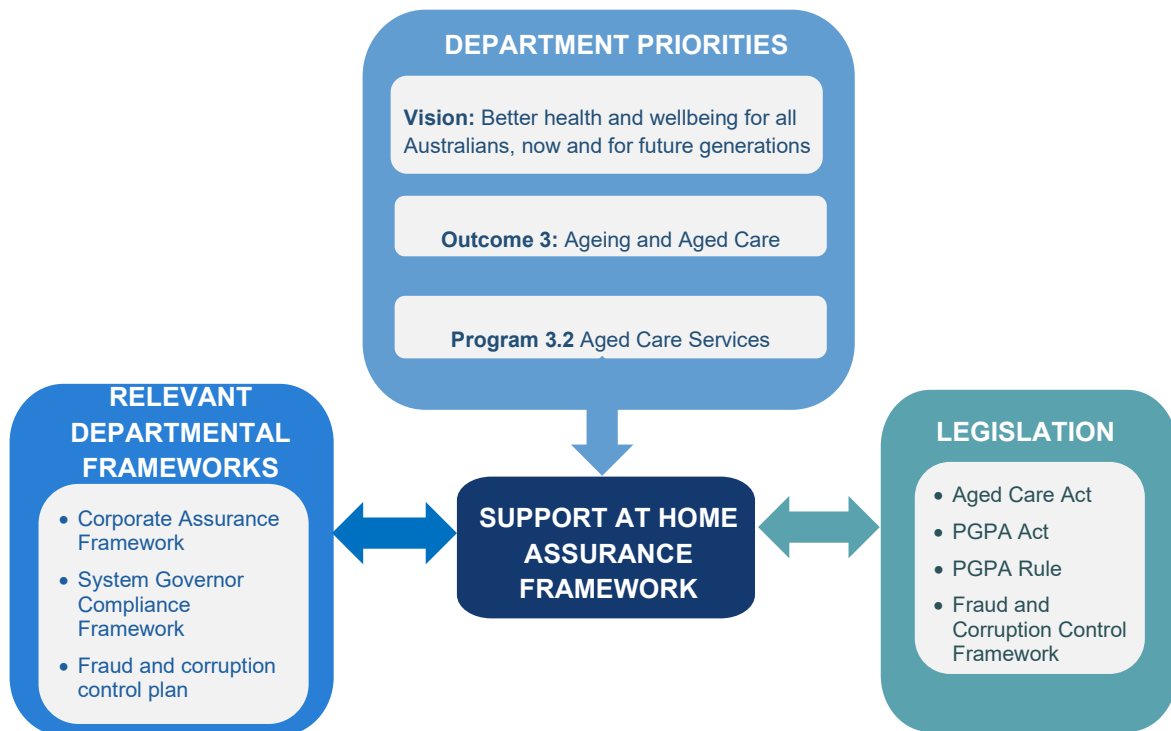 DEPARTMENT PRIORITIES
Vision: Better health and wellbeing for all
Australians, now and for future generations
Outcome 3: Ageing and Aged Care
Program 3.2 Aged Care Services
RELEVANT
DEPARTMENTAL
FRAMEWORKS
• Corporate Assurance
Framework
• System Governor
Compliance
Framework
• Fraud and corruption
control plan
SUPPORT AT HOME
ASSURANCE
FRAMEWORK
LEGISLATION
• Aged Care Act
• PGPA Act
• PGPA Rule
• Fraud and
Corruption Control
Framework